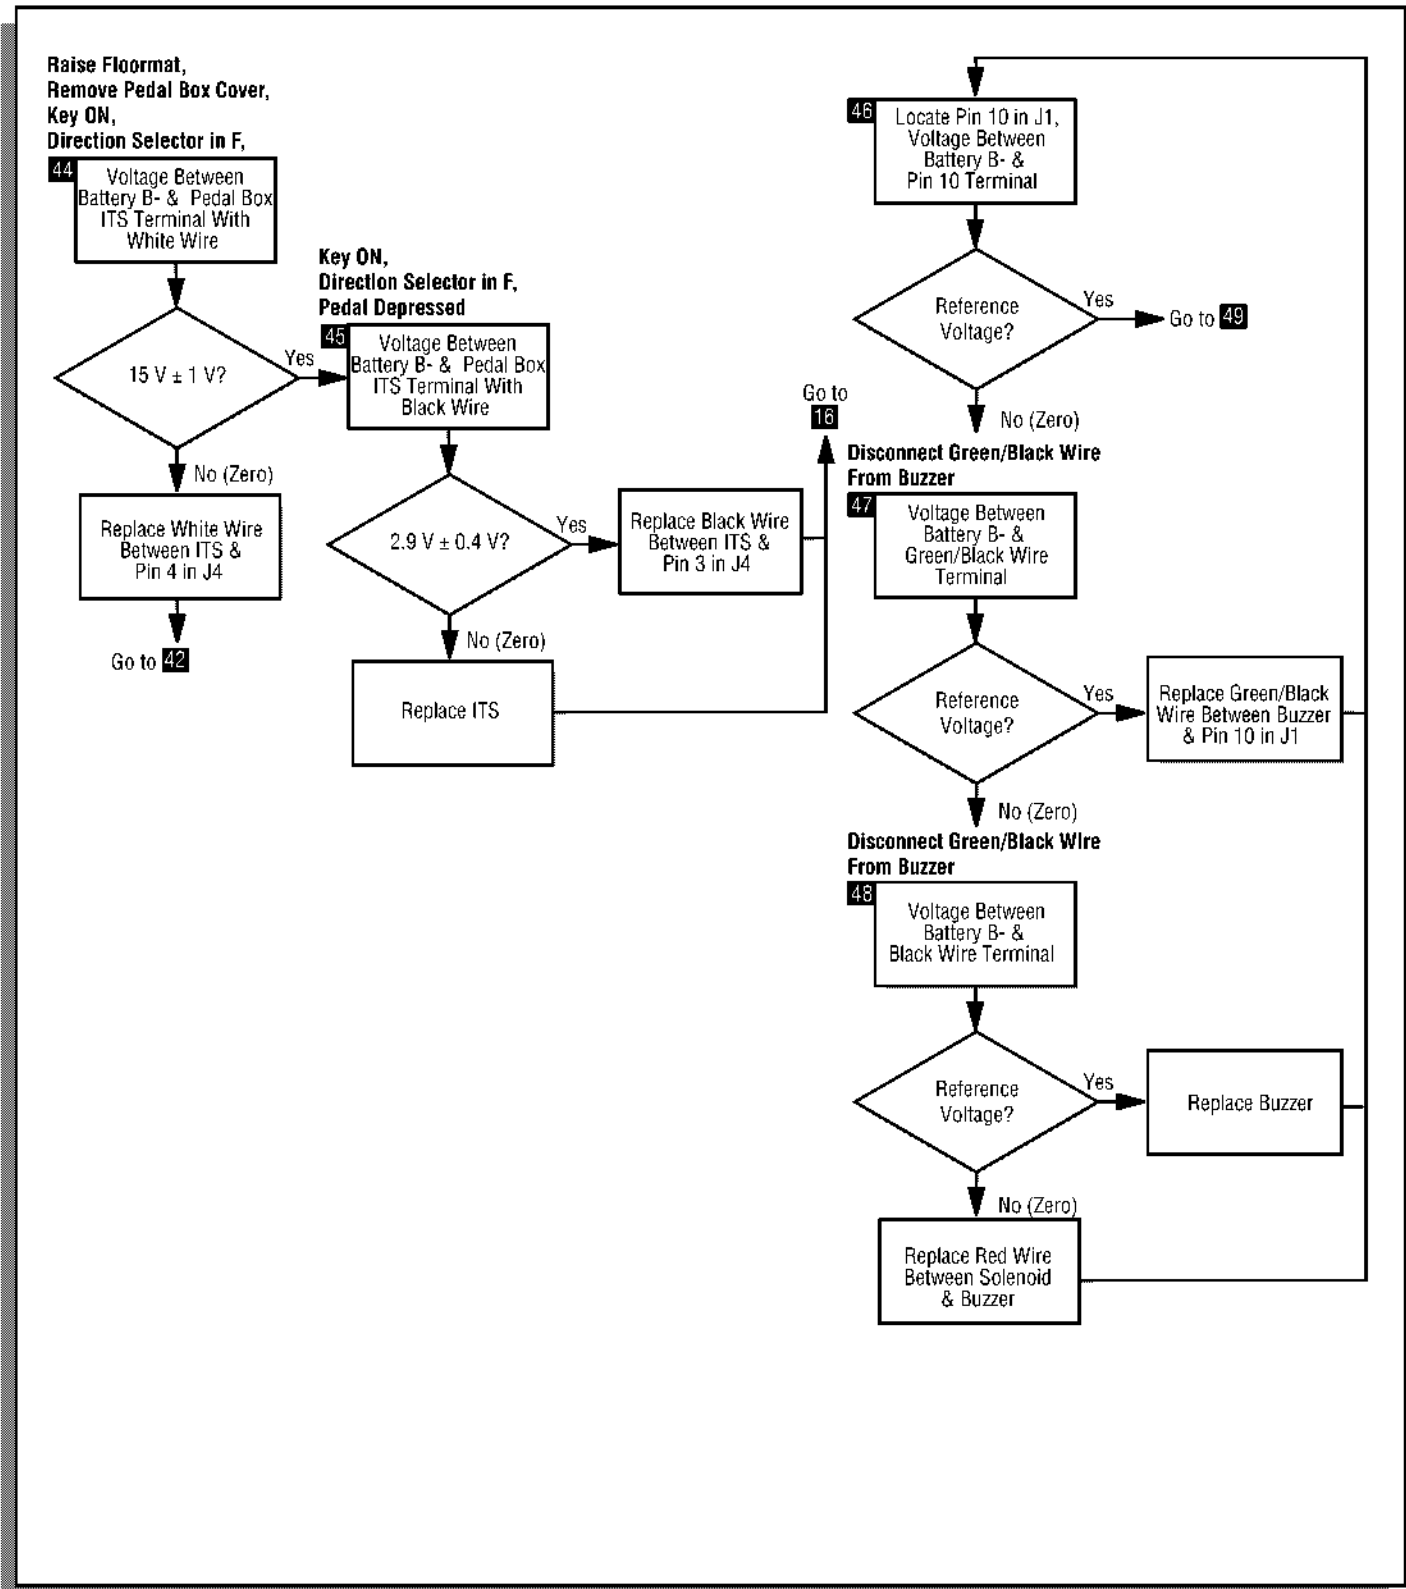 Raise Floormat,
Remove Pedal Box Cover,
Key ON,
Direction Selector in F,
44
Voltage Between
Battery B- & Pedal Box
ITS Terminal With
White Wire
15 V ± 1 V?
Yes
No (Zero)
Replace White Wire
Between ITS &
Pin 4 in J4
Go to 42
Key ON,
Direction Selector in F,
Pedal Depressed
45
Voltage Between
Battery B- & Pedal Box
ITS Terminal With
Black Wire
2.9 V ± 0.4 V?
Yes
Replace Black Wire
Between ITS &
Pin 3 in J4
No (Zero)
Replace ITS
Go to
16
46
Locate Pin 10 in J1,
Voltage Between
Battery B- &
Pin 10 Terminal
Reference
Voltage?
Yes
Go to 49
No (Zero)
Disconnect Green/Black Wire
From Buzzer
47
Voltage Between
Battery B- &
Green/Black Wire
Terminal
Reference
Voltage?
Yes
Replace Green/Black
Wire Between Buzzer
& Pin 10 in J1
No (Zero)
Disconnect Green/Black Wire
From Buzzer
48
Voltage Between
Battery B- &
Black Wire Terminal
Reference
Voltage?
Yes
Replace Buzzer
No (Zero)
Replace Red Wire
Between Solenoid
& Buzzer